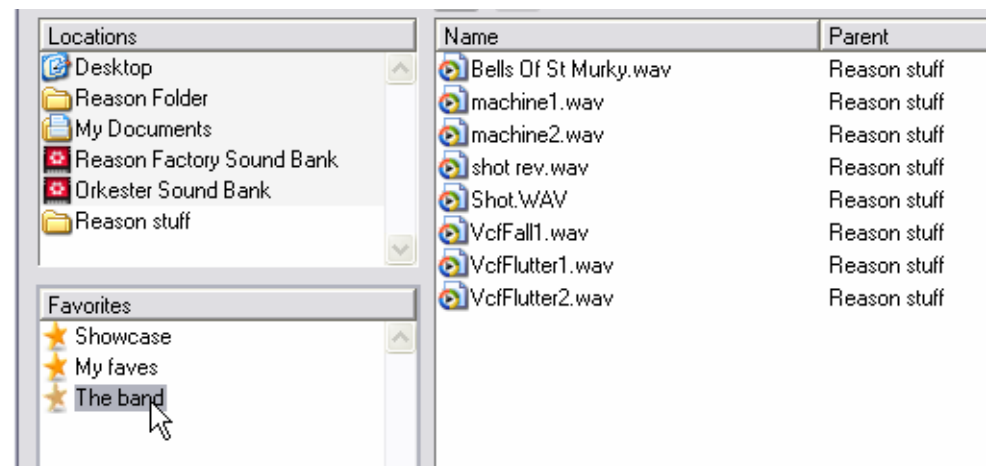 Locations
Desktop
Reason Folder
My Documents
Reason Factory Sound Bank
Orkester Sound Bank
Reason stuff
Favorites
Showcase
My faves
The band
Name Parent
Bells Of St Murky.wav Reason stuff
machine1.wav Reason stuff
machine2.wav Reason stuff
shot rev.wav Reason stuff
Shot.WAV Reason stuff
VcfFall1.wav Reason stuff
VcfFlutter1.wav Reason stuff
VcfFlutter2.wav Reason stuff